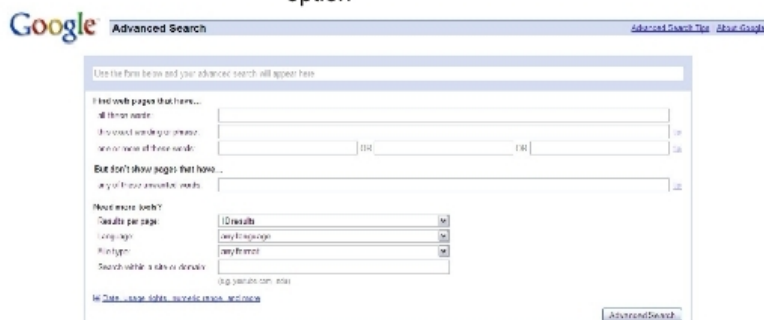 option
Google Advanced Search Advanced Search Tips About Google
Use the form below and your advanced search will appear here
Find web pages that have...
all these words:
this exact wording or phrase: tip
one or more of these words: OR OR tip
But don't show pages that have...
any of these unwanted words: tip
Need more tools?
Results per page: 10 results
Language: any language
File type: any format
Search within a site or domain:
(e.g. youtube.com, .edu)
Date, usage rights, numeric range, and more
Advanced Search